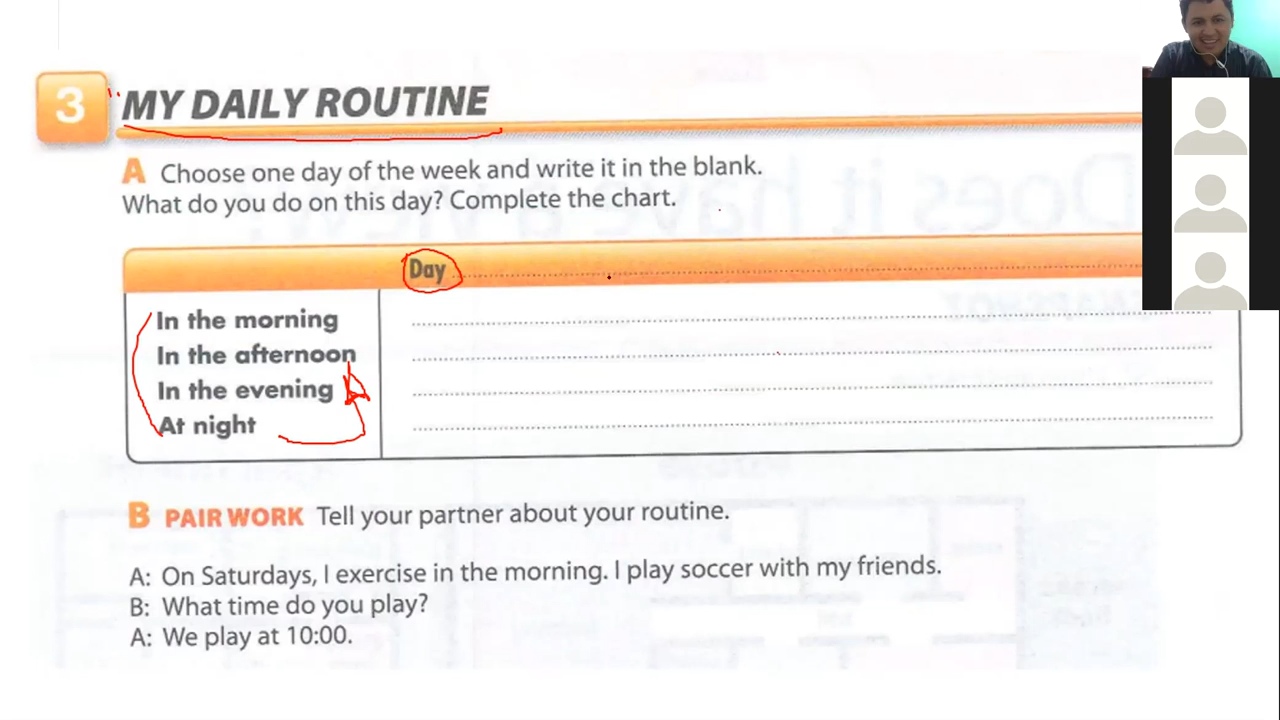 3 MY DAILY ROUTINE
A Choose one day of the week and write it in the blank.
What do you do on this day? Complete the chart.
Day
In the morning
In the afternoon
In the evening
At night
B PAIR WORK Tell your partner about your routine.
A: On Saturdays, I exercise in the morning. I play soccer with my friends.
B: What time do you play?
A: We play at 10:00.